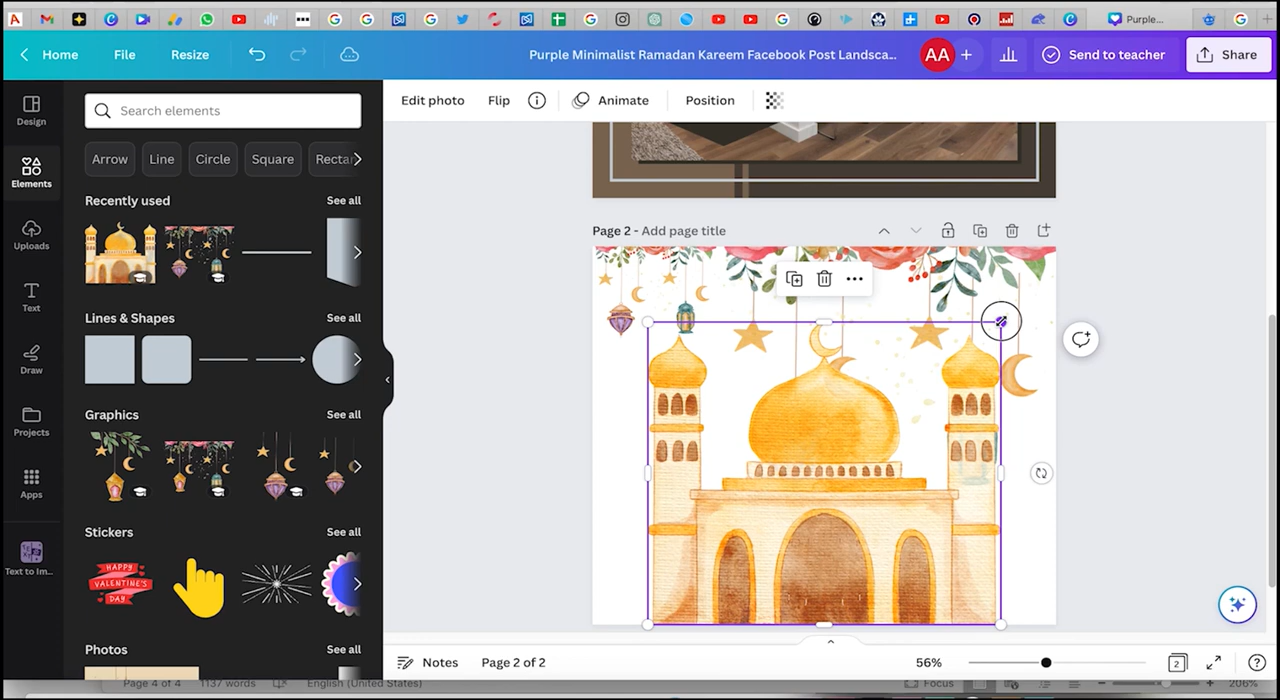 Purple...
Home
File
Resize
Purple Minimalist Ramadan Kareem Facebook Post Landsca...
AA
+
Send to teacher
Share
Design
Elements
Uploads
Text
Draw
Projects
Apps
Text to Im...
Search elements
Arrow
Line
Circle
Square
Rectan
Recently used
See all
Lines & Shapes
See all
Graphics
See all
Stickers
See all
HAPPY
VALENTINE'S
DAY
Photos
See all
Edit photo
Flip
Animate
Position
Page 2 - Add page title
Notes
Page 2 of 2
56%
2
Page 4 of 4
1137 words
English (United States)
Focus
206%